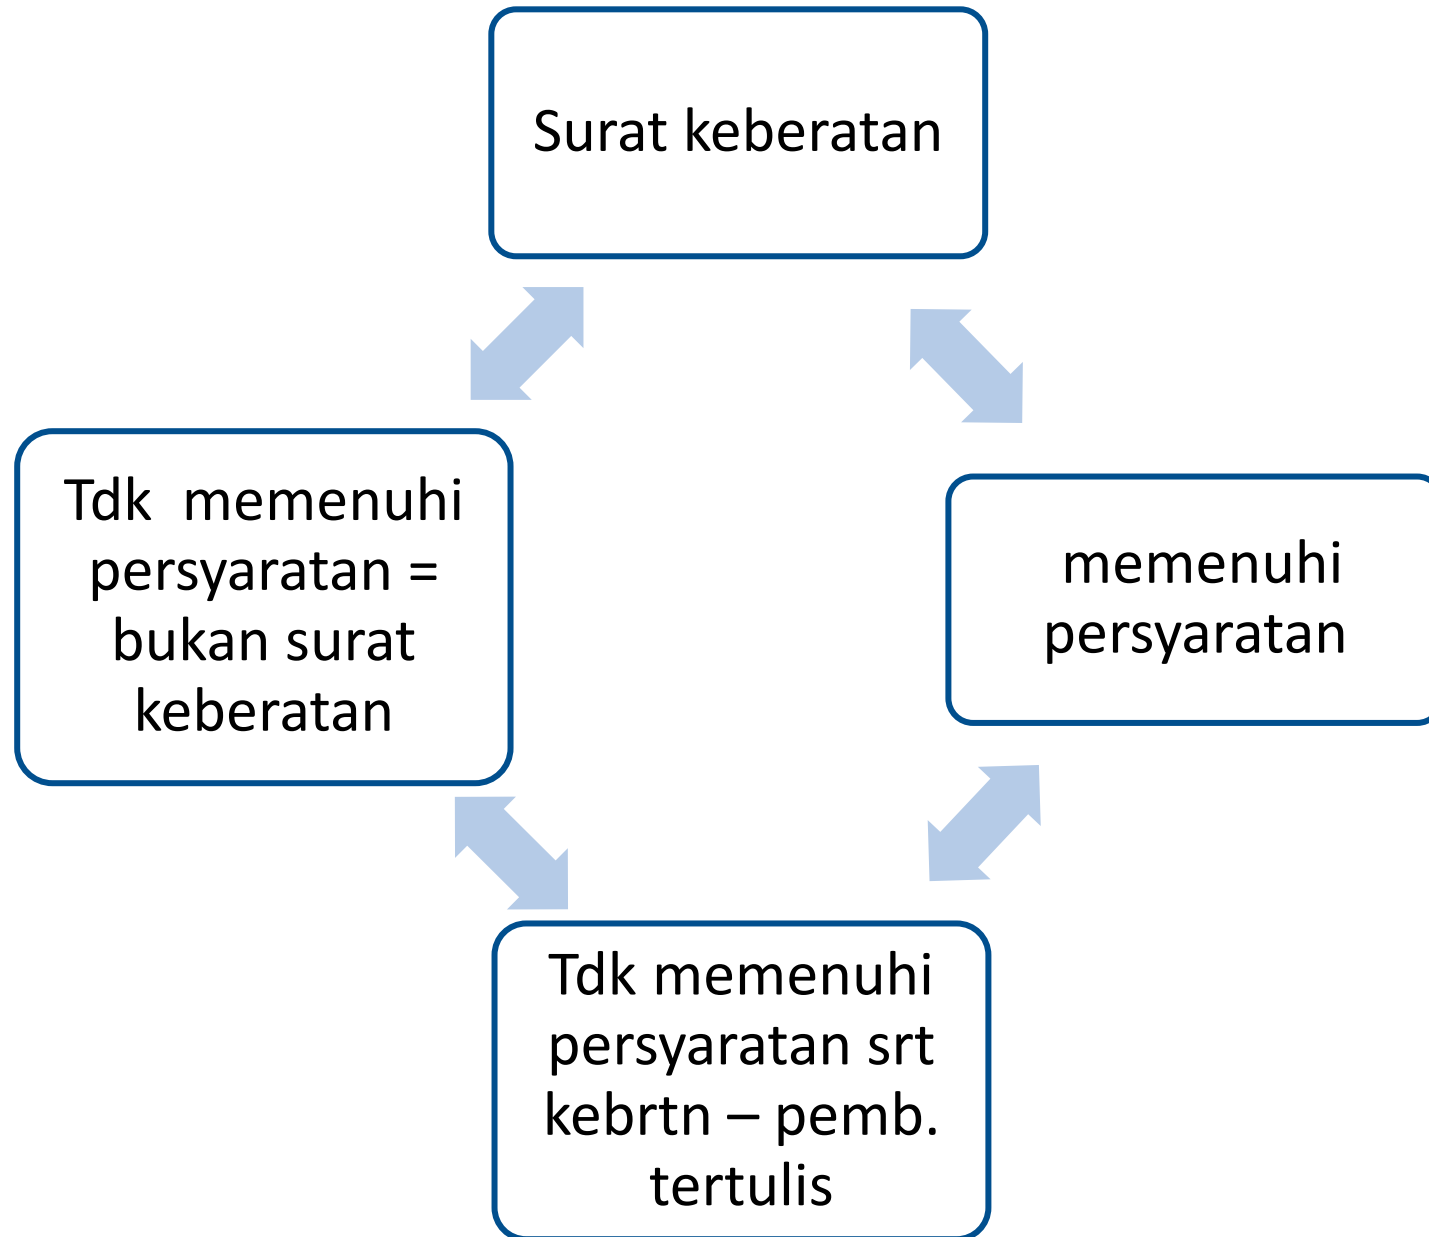 Surat keberatan
Tdk memenuhi
persyaratan =
bukan surat
keberatan
memenuhi
persyaratan
Tdk memenuhi
persyaratan srt
kebrtn – pemb.
tertulis